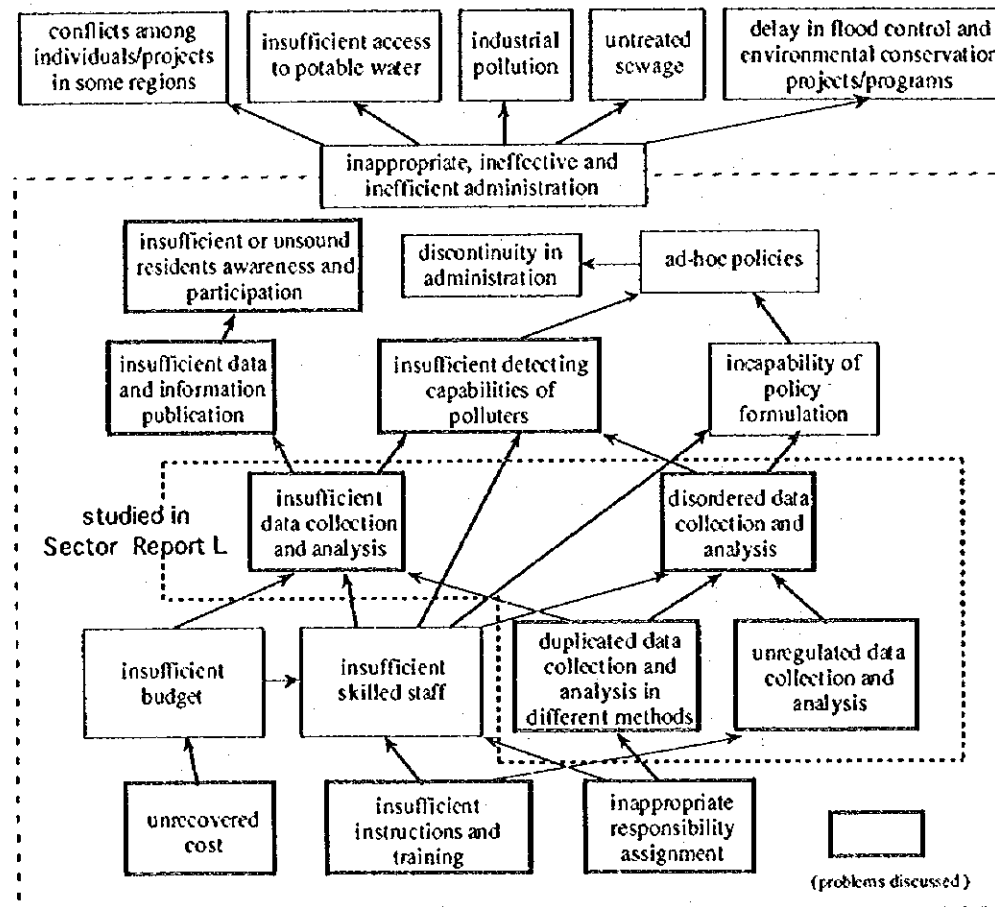 conflicts among
individuals/projects
in some regions
insufficient access
to potable water
industrial
pollution
untreated
sewage
delay in flood control and
environmental conservation
projects/programs
inappropriate, ineffective and
inefficient administration
insufficient or unsound
residents awareness and
participation
discontinuity in
administration
ad-hoc policies
insufficient data
and information
publication
insufficient detecting
capabilities of
polluters
incapability of
policy
formulation
studied in
Sector Report L
insufficient
data collection
and analysis
disordered data
collection and
analysis
insufficient
budget
insufficient
skilled staff
duplicated data
collection and
analysis in
different methods
unregulated data
collection and
analysis
unrecovered
cost
insufficient
instructions and
training
inappropriate
responsibility
assignment
(problems discussed)